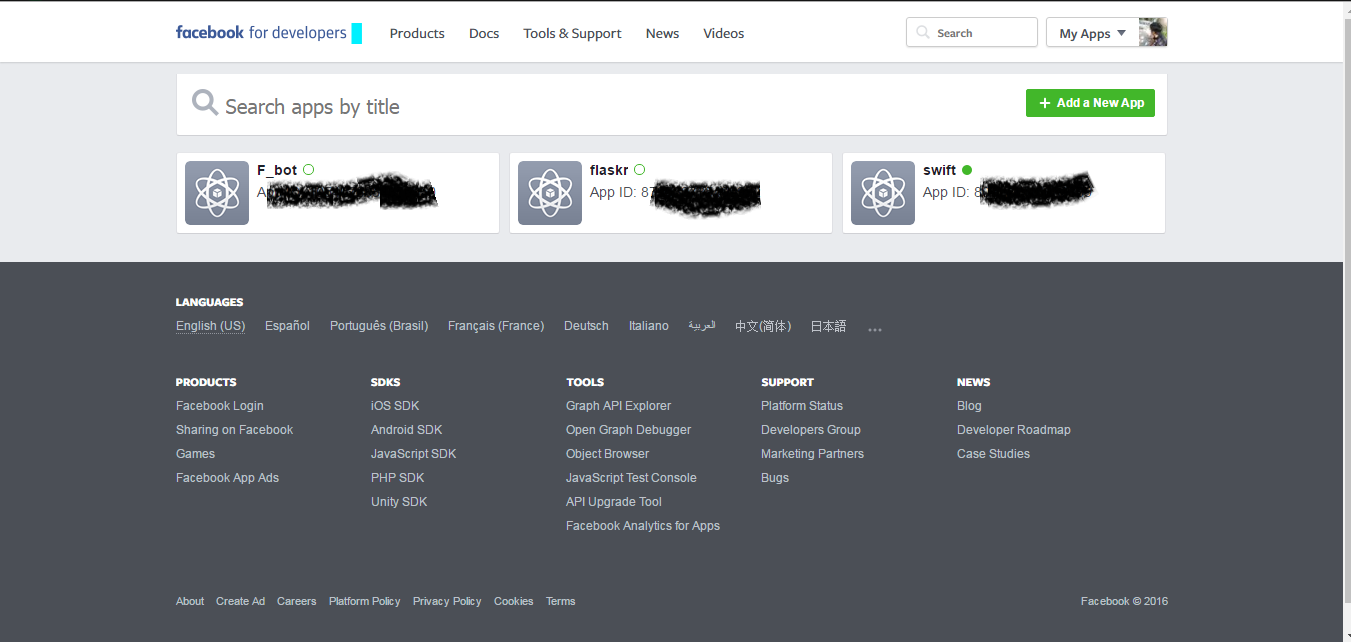 facebook for developers Products Docs Tools & Support News Videos Search My Apps
Search apps by title + Add a New App
F_bot flaskr swift
App ID: 8 App ID: 8
LANGUAGES
English (US) Español Português (Brasil) Français (France) Deutsch Italiano العربية 中文(简体) 日本語 ...
PRODUCTS SDKS TOOLS SUPPORT NEWS
Facebook Login iOS SDK Graph API Explorer Platform Status Blog
Sharing on Facebook Android SDK Open Graph Debugger Developers Group Developer Roadmap
Games JavaScript SDK Object Browser Marketing Partners Case Studies
Facebook App Ads PHP SDK JavaScript Test Console Bugs
Unity SDK API Upgrade Tool
Facebook Analytics for Apps
About Create Ad Careers Platform Policy Privacy Policy Cookies Terms Facebook © 2016